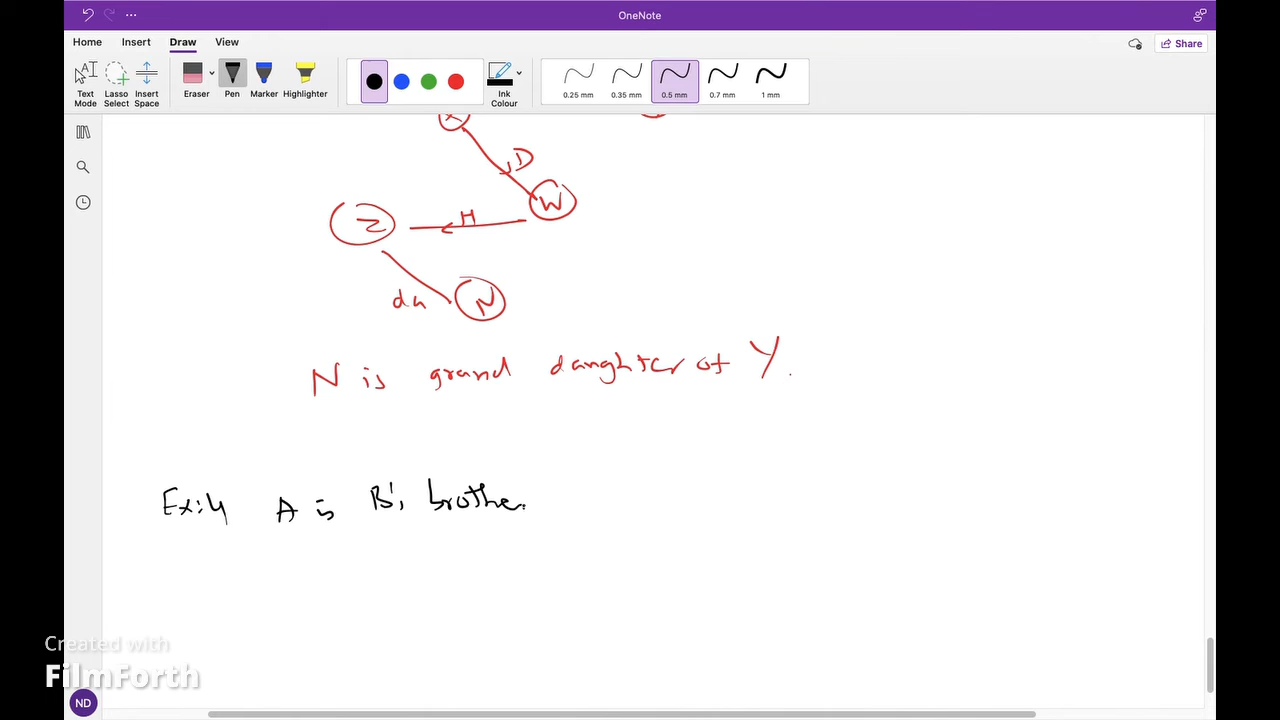 OneNote
Home Insert Draw View
Share
Text Mode
Lasso Select
Insert Space
Eraser
Pen
Marker
Highlighter
Ink Colour
0.25 mm 0.35 mm 0.5 mm 0.7 mm 1 mm
X
D
W
Z
H
da
N
N is grand daughter of Y.
Ex:4 A is B's brother.
Created with
FilmForth
ND